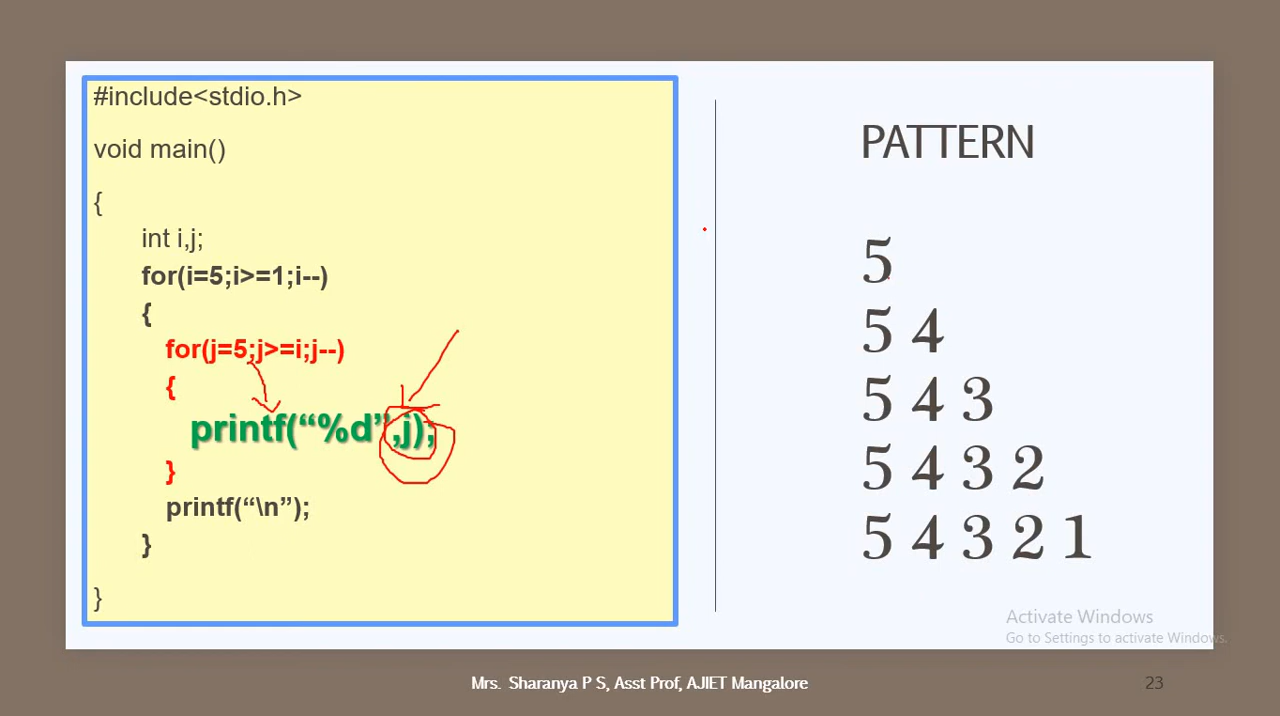 #include<stdio.h>
void main()
{
int i,j;
for(i=5;i>=1;i--)
{
for(j=5;j>=i;j--)
{
printf(“%d”,j);
}
printf(“\n”);
}
}
PATTERN
5
5 4
5 4 3
5 4 3 2
5 4 3 2 1
Activate Windows
Go to Settings to activate Windows.
Mrs. Sharanya P S, Asst Prof, AJIET Mangalore
23